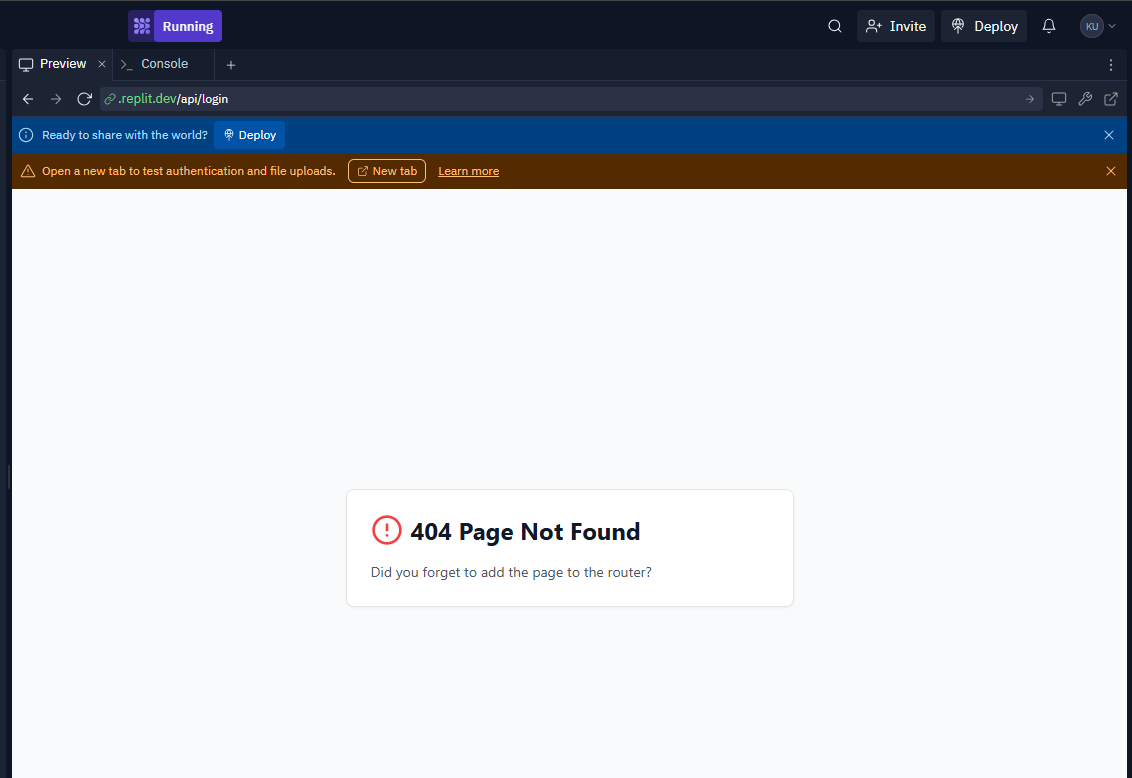 Running
Invite
Deploy
KU
Preview
Console
.replit.dev/api/login
Ready to share with the world? Deploy
Open a new tab to test authentication and file uploads. New tab Learn more
404 Page Not Found
Did you forget to add the page to the router?